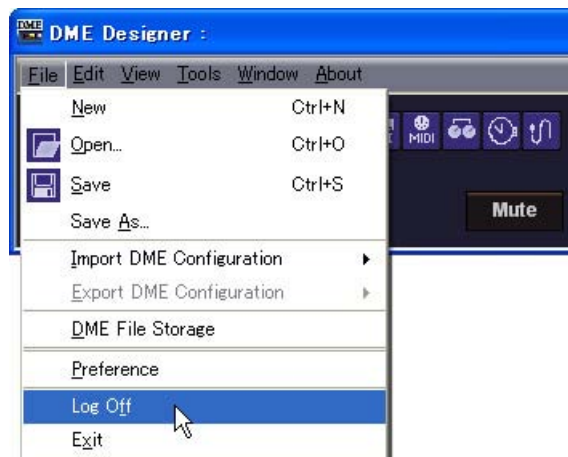 DME Designer :
File Edit View Tools Window About
New Ctrl+N
Open... Ctrl+O
MIDI
Save Ctrl+S
Save As...
Mute
Import DME Configuration
Export DME Configuration
DME File Storage
Preference
Log Off
Exit